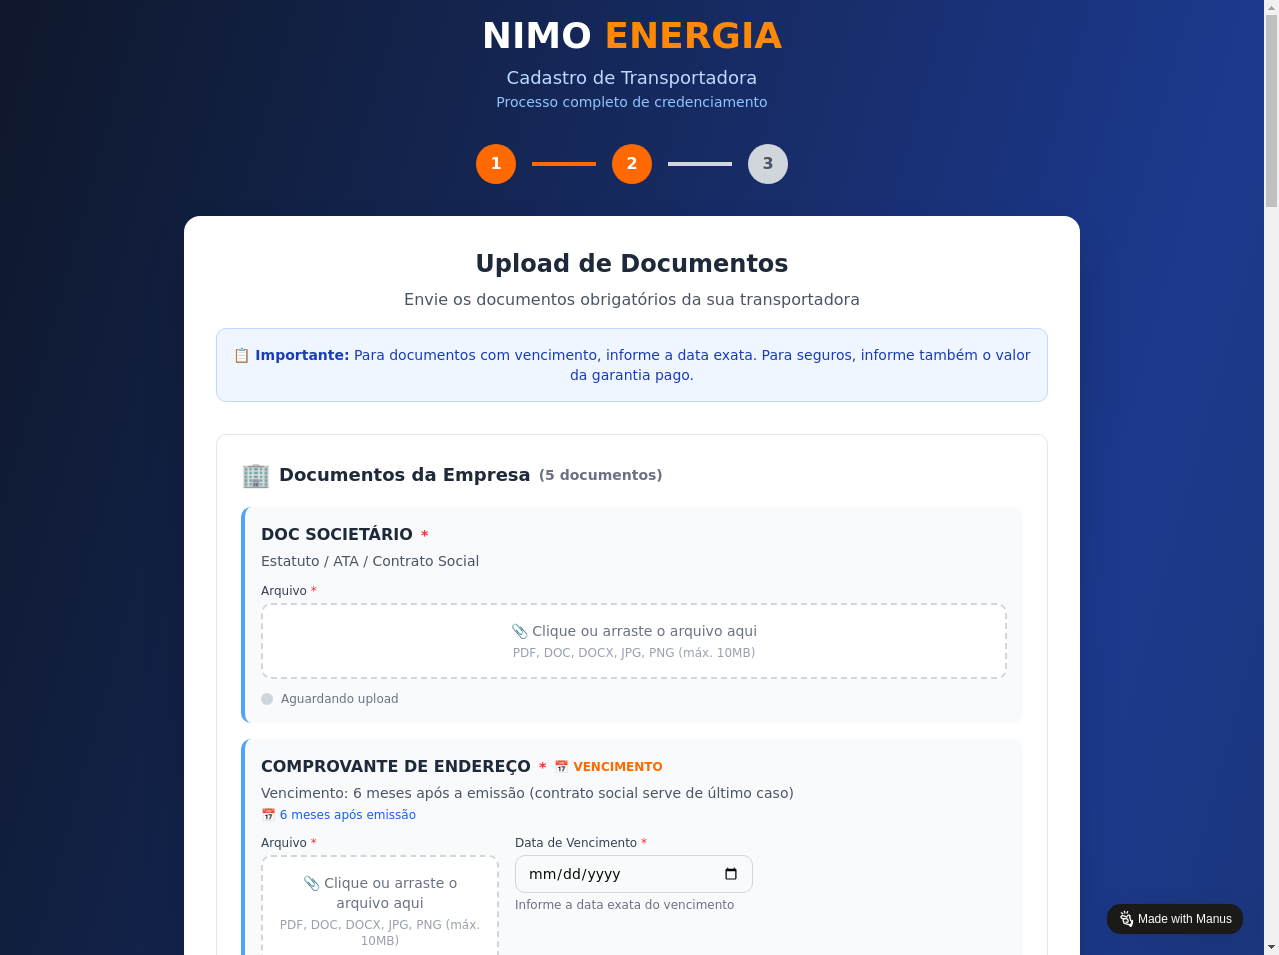 NIMO ENERGIA
Cadastro de Transportadora
Processo completo de credenciamento
1 2 3
Upload de Documentos
Envie os documentos obrigatórios da sua transportadora
📋 Importante: Para documentos com vencimento, informe a data exata. Para seguros, informe também o valor
da garantia pago.
🏢 Documentos da Empresa (5 documentos)
DOC SOCIETÁRIO *
Estatuto / ATA / Contrato Social
Arquivo *
📎 Clique ou arraste o arquivo aqui
PDF, DOC, DOCX, JPG, PNG (máx. 10MB)
Aguardando upload
COMPROVANTE DE ENDEREÇO * 📅 VENCIMENTO
Vencimento: 6 meses após a emissão (contrato social serve de último caso)
📅 6 meses após emissão
Arquivo *
📎 Clique ou arraste o
arquivo aqui
PDF, DOC, DOCX, JPG, PNG (máx.
10MB)
Data de Vencimento *
mm/dd/yyyy
Informe a data exata do vencimento
Made with Manus